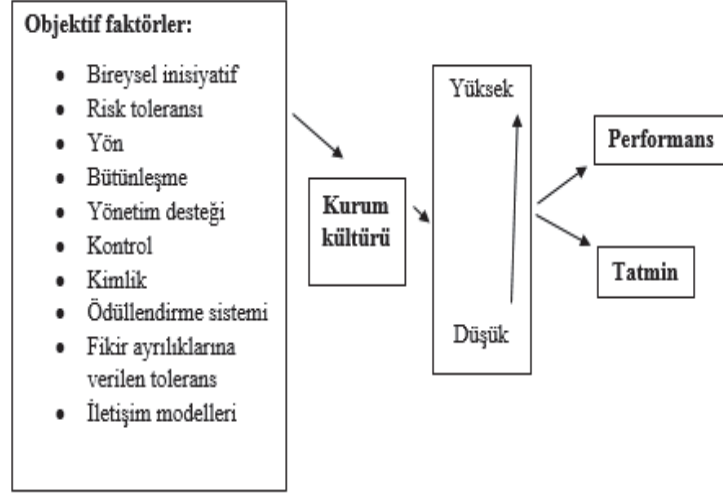 Objektif faktörler:
• Bireysel inisiyatif
• Risk toleransı
• Yön
• Bütünleşme
• Yönetim desteği
• Kontrol
• Kimlik
• Ödüllendirme sistemi
• Fikir ayrılıklarına
verilen tolerans
• İletişim modelleri
Kurum
kültürü
Yüksek
Düşük
Performans
Tatmin